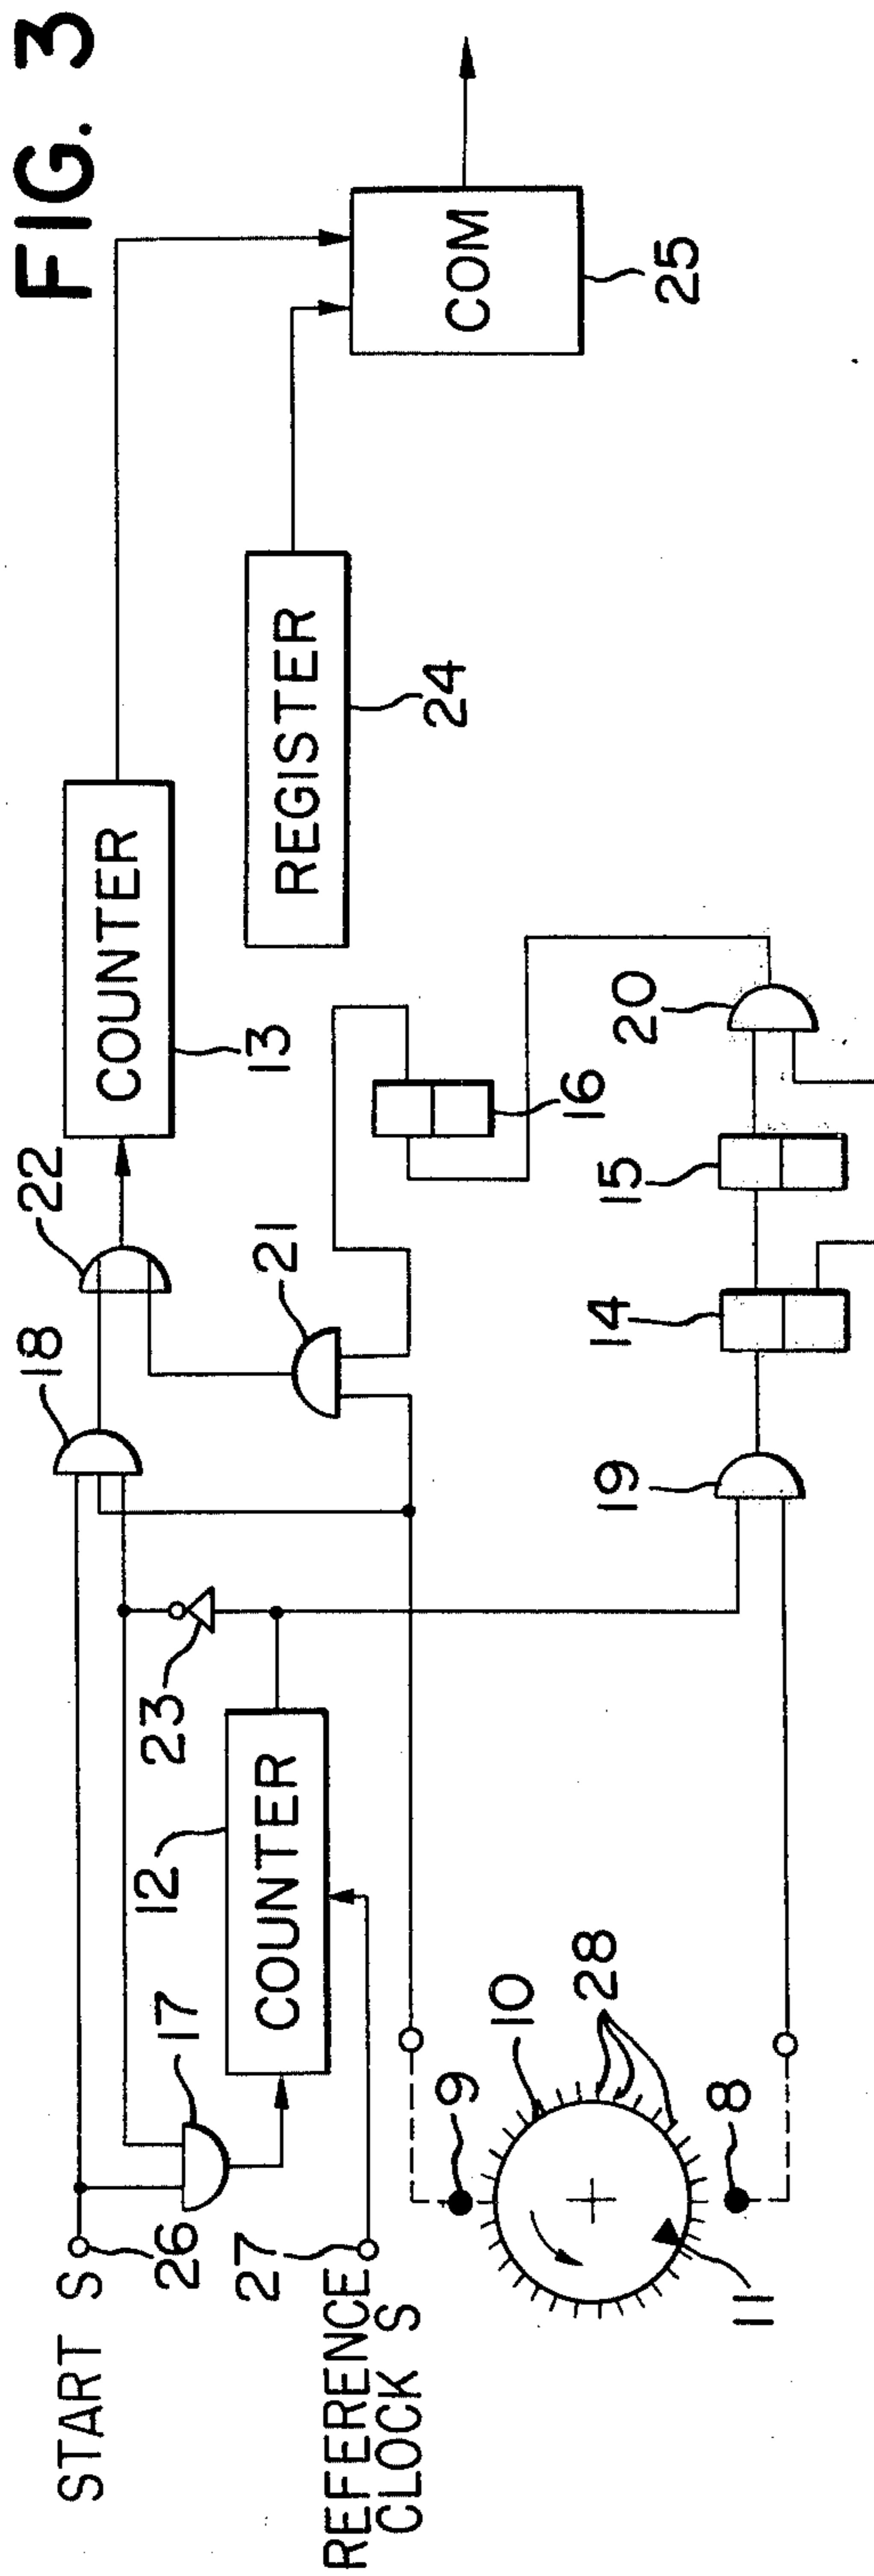 FIG. 3
START S
26
17
12
COUNTER
23
18
22
COUNTER
13
REGISTER
24
COM
25
REFERENCE
CLOCK S
27
21
16
9
10
28
8
11
19
14
15
20